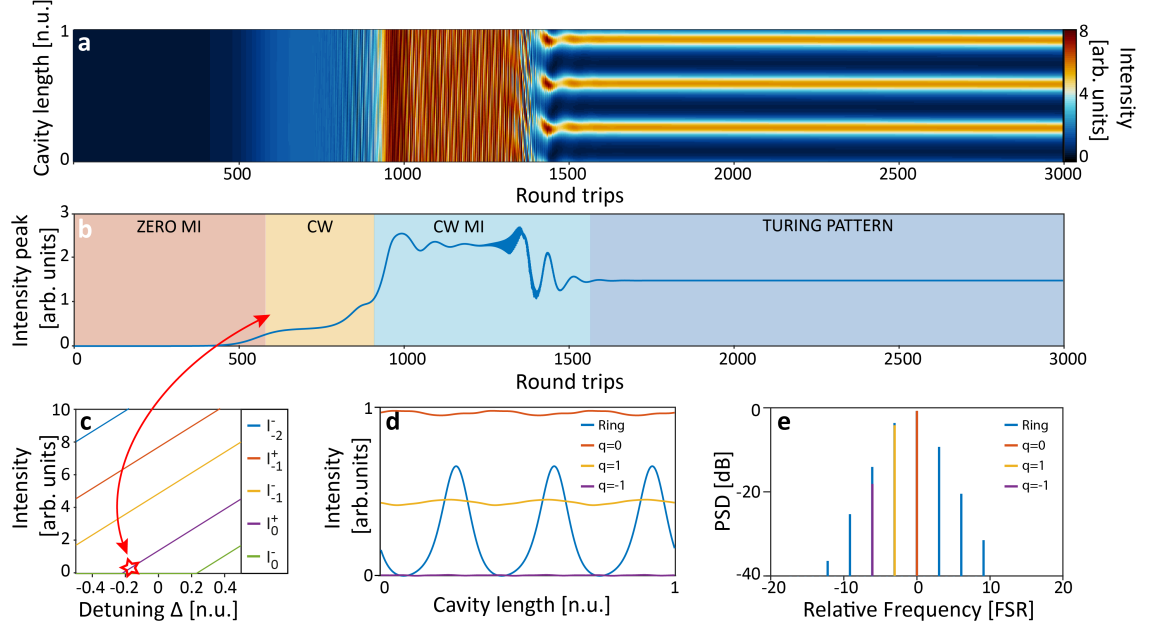 a
Cavity length [n.u.]
1
0
500
1000
1500
2000
2500
3000
Round trips
8
4
0
Intensity
[arb. units]
b
ZERO MI
CW
CW MI
TURING PATTERN
Intensity peak
[arb. units]
3
2
1
0
0
500
1000
1500
2000
2500
3000
Round trips
c
Intensity
[arb. units]
10
8
6
4
2
0
-0.4
-0.2
0
0.2
0.4
Detuning Δ [n.u.]
I⁻₋₂
I⁺₋₁
I⁻₋₁
I⁺₀
I⁻₀
d
Intensity
[arb.units]
1
0
1
Cavity length [n.u.]
Ring
q=0
q=1
q=-1
e
PSD [dB]
0
-20
-40
-20
-10
0
10
20
Relative Frequency [FSR]
Ring
q=0
q=1
q=-1